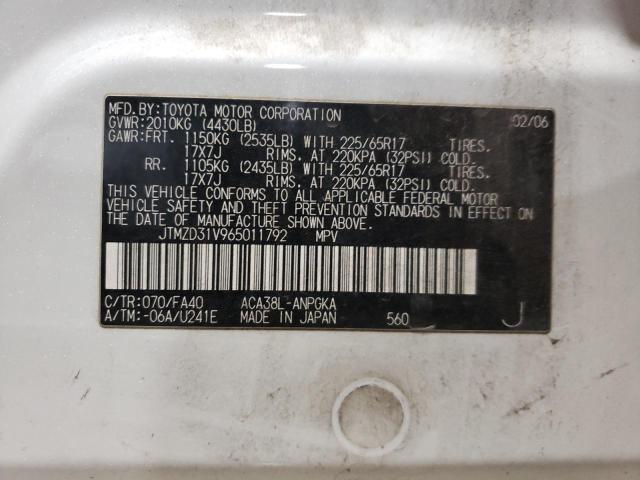 MFD.BY:TOYOTA MOTOR CORPORATION 02/06
GVWR:2010KG (4430LB)
GAWR:FRT. 1150KG (2535LB) WITH 225/65R17 TIRES.
17X7J RIMS, AT 220KPA (32PSI) COLD.
RR. 1105KG (2435LB) WITH 225/65R17 TIRES.
17X7J RIMS, AT 220KPA (32PSI) COLD.
THIS VEHICLE CONFORMS TO ALL APPLICABLE FEDERAL MOTOR
VEHICLE SAFETY AND THEFT PREVENTION STANDARDS IN EFFECT
ON THE DATE OF MANUFACTURE SHOWN ABOVE.
JTMZD31V965011792 MPV
C/TR:070/FA40 ACA38L-ANPGKA
A/TM:-06A/U241E MADE IN JAPAN 560 J